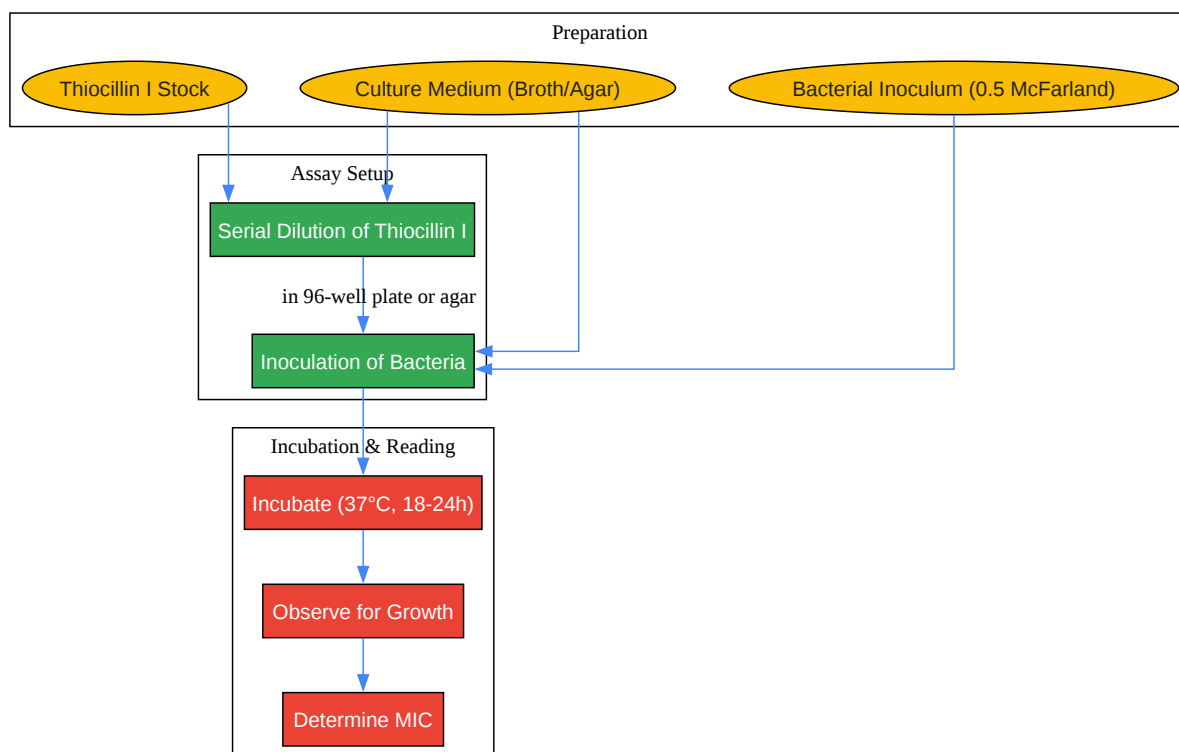 Preparation
Thiocillin I Stock
Culture Medium (Broth/Agar)
Bacterial Inoculum (0.5 McFarland)
Assay Setup
Serial Dilution of Thiocillin I
in 96-well plate or agar
Inoculation of Bacteria
Incubation & Reading
Incubate (37°C, 18-24h)
Observe for Growth
Determine MIC